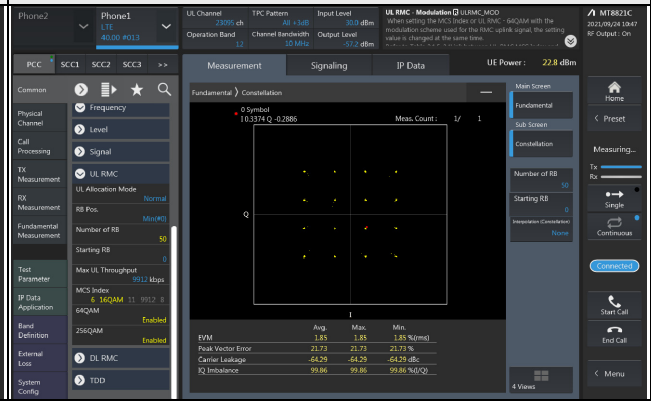 Phone2
Phone1
LTE
40.00 #013
UL Channel
23095 ch
TPC Pattern
All +3dB
Input Level
30.0 dBm
Operation Band
12
Channel Bandwidth
10 MHz
Output Level
-57.2 dBm
UL RMC - Modulation UL RMC_MOD
When setting the MCS Index or UL RMC - 64QAM with the
modulation scheme used for the RMC uplink signal, the setting
value is changed at the same time.
MT8821C
2021/09/24 10:47
RF Output : On
PCC
SCC1
SCC2
SCC3
>>
Measurement
Signaling
IP Data
UE Power : 22.8 dBm
Common
Physical
Channel
Call
Processing
TX
Measurement
RX
Measurement
Fundamental
Measurement
Test
Parameter
IP Data
Application
Band
Definition
External
Loss
System
Config
Frequency
Level
Signal
UL RMC
UL Allocation Mode
Normal
RB Pos.
Min(#0)
Number of RB
50
Starting RB
0
Max UL Throughput
9912 kbps
MCS Index
6 16QAM 11 9912 8
64QAM
Enabled
256QAM
Enabled
DL RMC
TDD
Fundamental 〉 Constellation
0 Symbol
I 0.3374 Q -0.2886
Meas. Count : 1/ 1
Q
I
Avg. Max. Min.
EVM 1.85 1.85 1.85 %(rms)
Peak Vector Error 21.73 21.73 21.73 %
Carrier Leakage -64.29 -64.29 -64.29 dBc
IQ Imbalance 99.86 99.86 99.86 %(I/Q)
Main Screen
Fundamental
Sub Screen
Constellation
Number of RB
50
Starting RB
0
Interpolation (Constellation)
None
4 Views
Home
Preset
Measuring...
Tx
Rx
Single
Continuous
Connected
Start Call
End Call
Menu